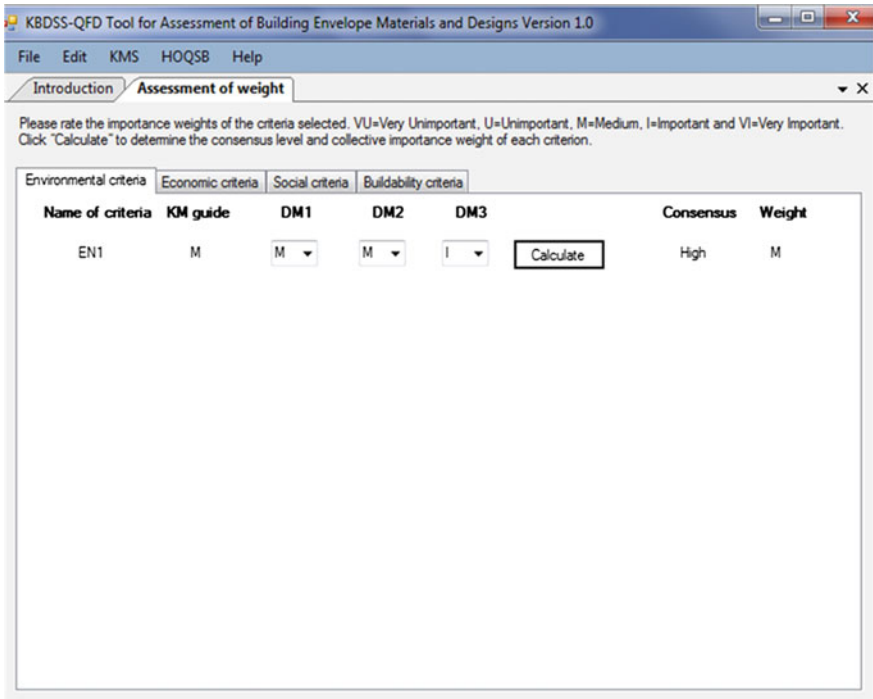 KBDSS-QFD Tool for Assessment of Building Envelope Materials and Designs Version 1.0
File Edit KMS HOQSB Help
Introduction Assessment of weight
Please rate the importance weights of the criteria selected. VU=Very Unimportant, U=Unimportant, M=Medium, I=Important and VI=Very Important.
Click "Calculate" to determine the consensus level and collective importance weight of each criterion.
Environmental criteria Economic criteria Social criteria Buildability criteria
Name of criteria KM guide DM1 DM2 DM3 Consensus Weight
EN1 M M M I Calculate High M